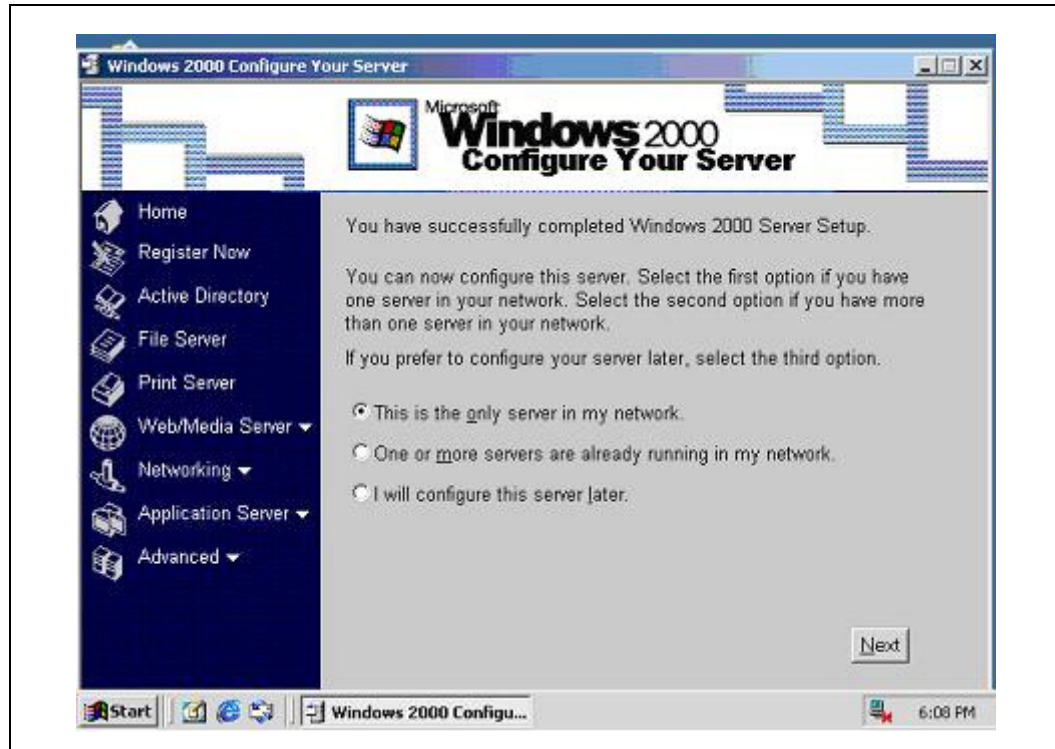 Windows 2000 Configure Your Server
Microsoft
Windows 2000
Configure Your Server
Home
Register Now
Active Directory
File Server
Print Server
Web/Media Server
Networking
Application Server
Advanced
You have successfully completed Windows 2000 Server Setup.
You can now configure this server. Select the first option if you have
one server in your network. Select the second option if you have more
than one server in your network.
If you prefer to configure your server later, select the third option.
This is the only server in my network.
One or more servers are already running in my network.
I will configure this server later.
Next
Start
Windows 2000 Configu...
6:08 PM